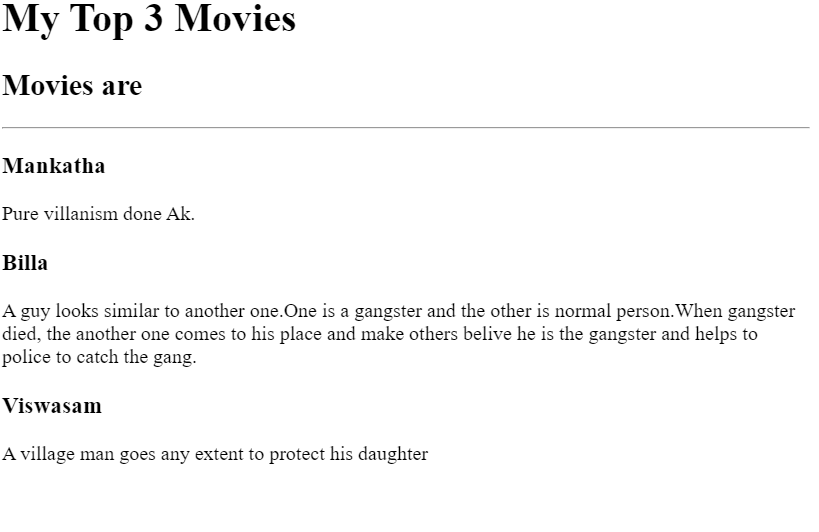 My Top 3 Movies
Movies are
Mankatha
Pure villanism done Ak.
Billa
A guy looks similar to another one.One is a gangster and the other is normal person.When gangster
died, the another one comes to his place and make others belive he is the gangster and helps to
police to catch the gang.
Viswasam
A village man goes any extent to protect his daughter